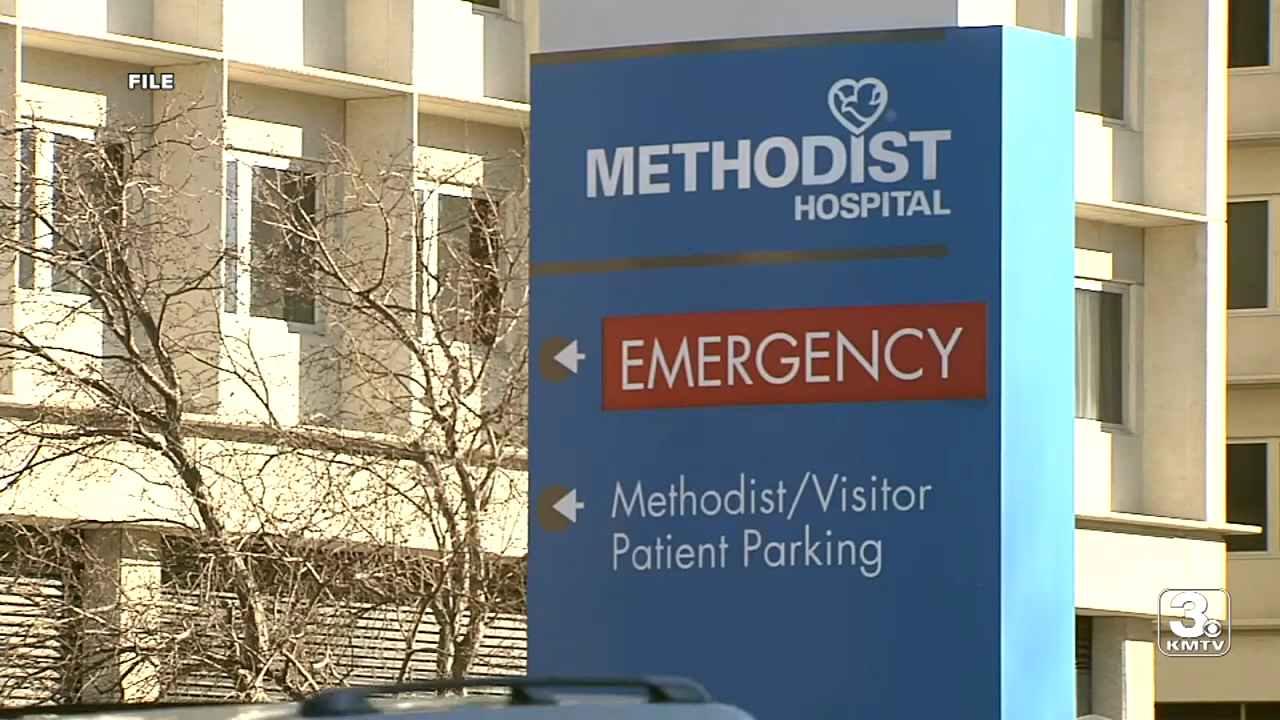 FILE
METHODIST
HOSPITAL
EMERGENCY
Methodist/Visitor
Patient Parking
3
KMTV